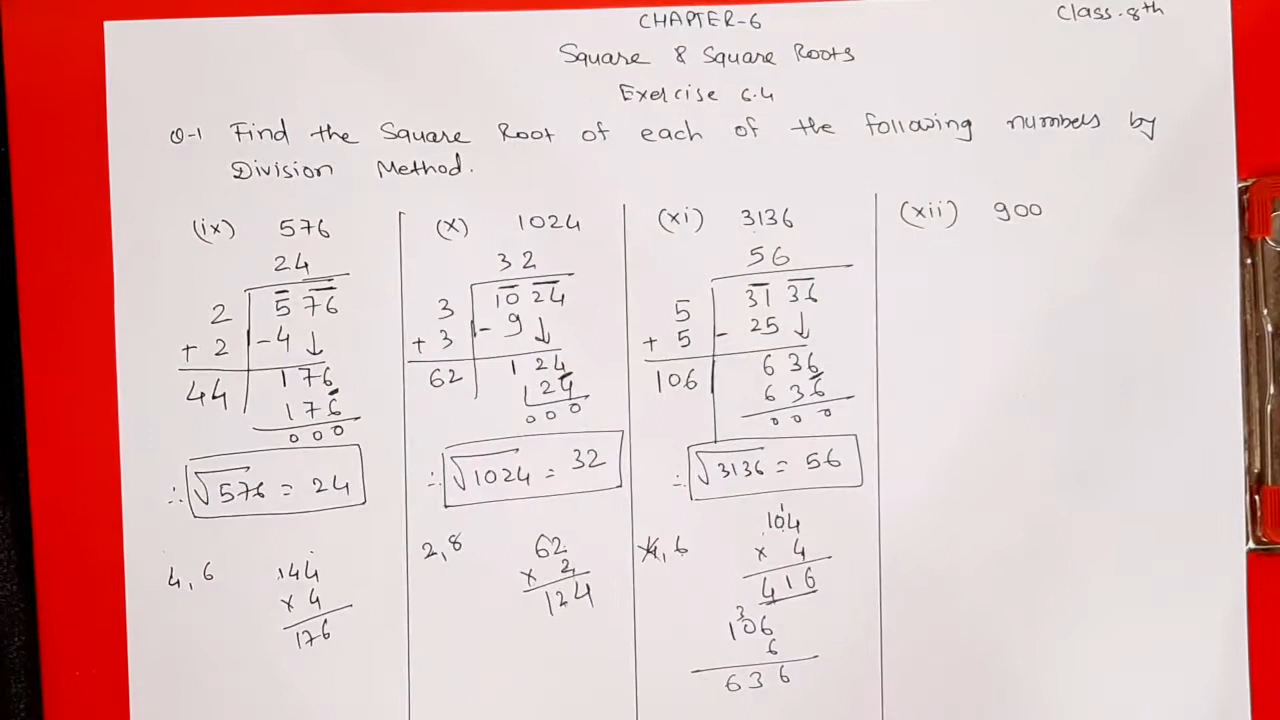 CHAPTER-6
Class-8th
Square & Square Roots
Exercise 6.4
Q-1 Find the Square Root of each of the following numbers by
Division Method.
(ix) 576
24
2 | 5 76
+ 2 | -4 ↓
44 | 176
176
000
∴ √576 = 24
4, 6
144
× 4
176
(x) 1024
32
3 | 10 24
+ 3 | - 9 ↓
62 | 124
124
000
∴ √1024 = 32
2, 8
62
× 2
124
(xi) 3136
56
5 | 31 36
+ 5 | - 25 ↓
106 | 636
636
000
∴ √3136 = 56
4, 6
1
104
× 4
416
3
106
6
636
(xii) 900